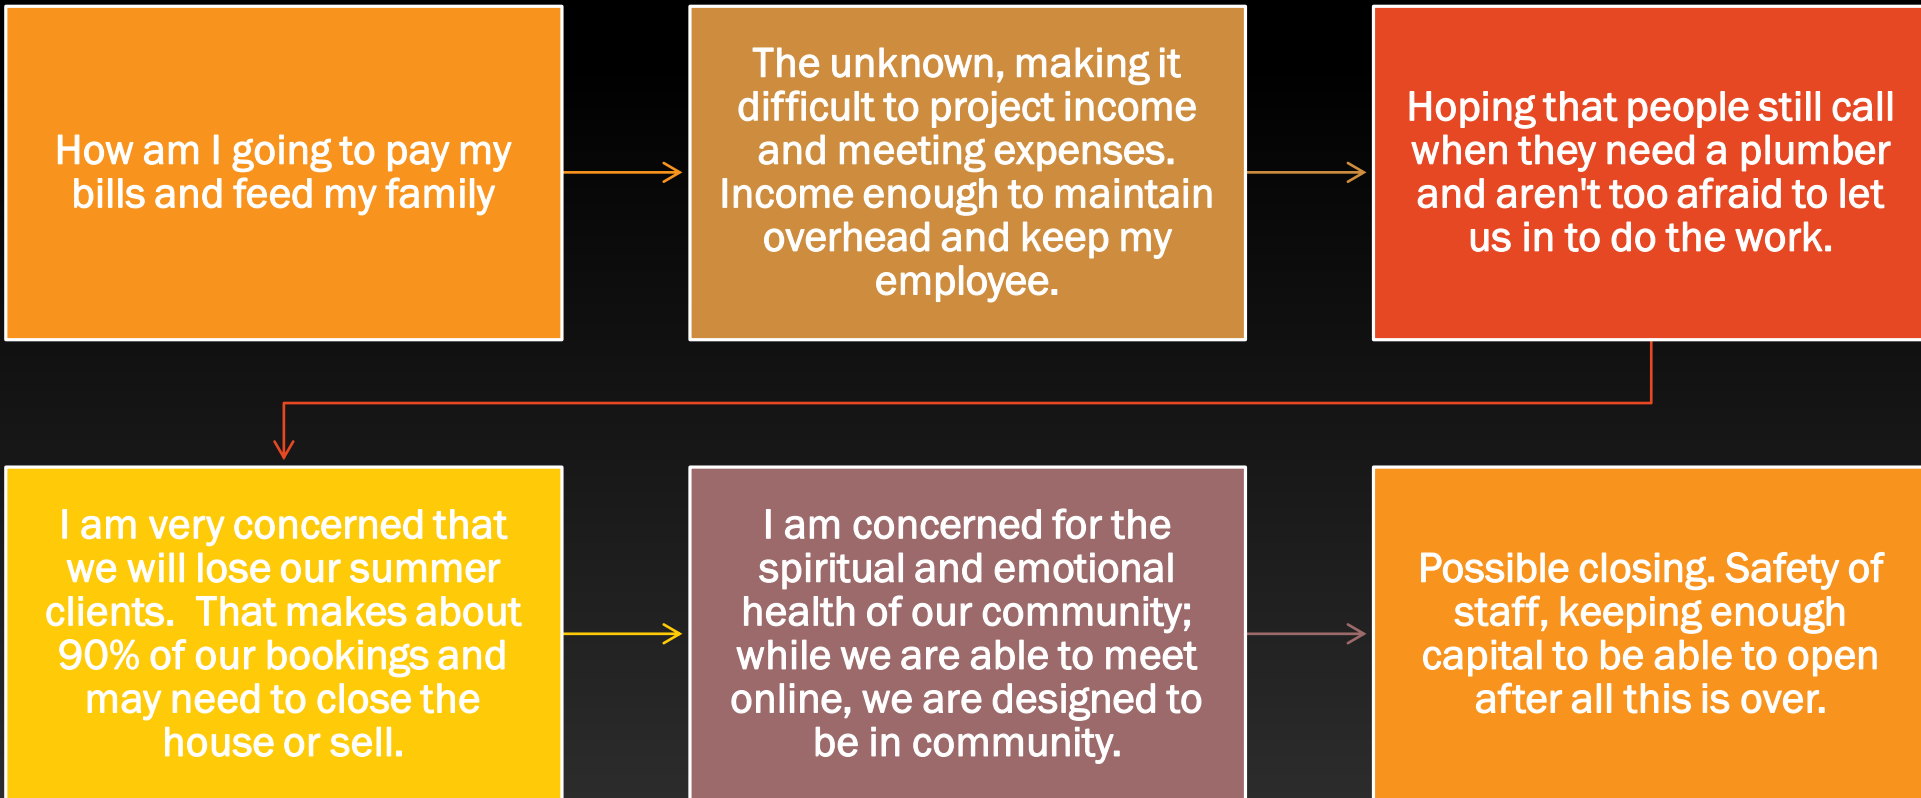 How am I going to pay my
bills and feed my family
The unknown, making it
difficult to project income
and meeting expenses.
Income enough to maintain
overhead and keep my
employee.
Hoping that people still call
when they need a plumber
and aren't too afraid to let
us in to do the work.
I am very concerned that
we will lose our summer
clients.  That makes about
90% of our bookings and
may need to close the
house or sell.
I am concerned for the
spiritual and emotional
health of our community;
while we are able to meet
online, we are designed to
be in community.
Possible closing. Safety of
staff, keeping enough
capital to be able to open
after all this is over.